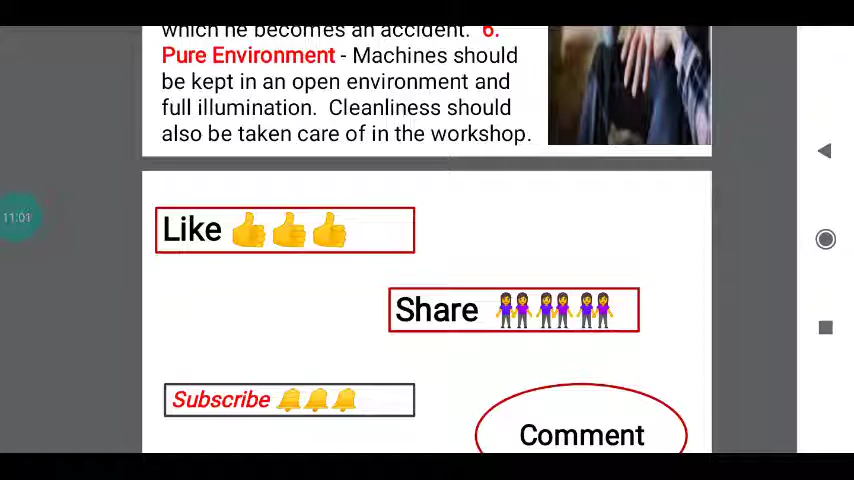 which he becomes an accident. 6.
Pure Environment - Machines should
be kept in an open environment and
full illumination. Cleanliness should
also be taken care of in the workshop.
11:01
Like 👍👍👍
Share 👭👭👭
Subscribe 🔔🔔🔔
Comment